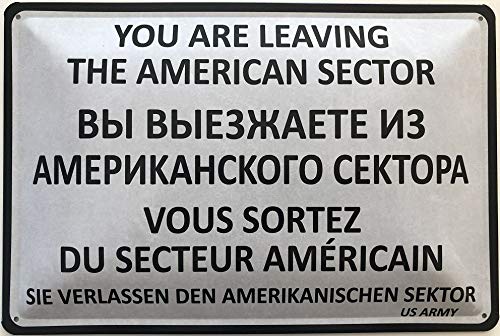 YOU ARE LEAVING
THE AMERICAN SECTOR
ВЫ ВЫЕЗЖАЕТЕ ИЗ
АМЕРИКАНСКОГО СЕКТОРА
VOUS SORTEZ
DU SECTEUR AMÉRICAIN
SIE VERLASSEN DEN AMERIKANISCHEN SEKTOR
US ARMY